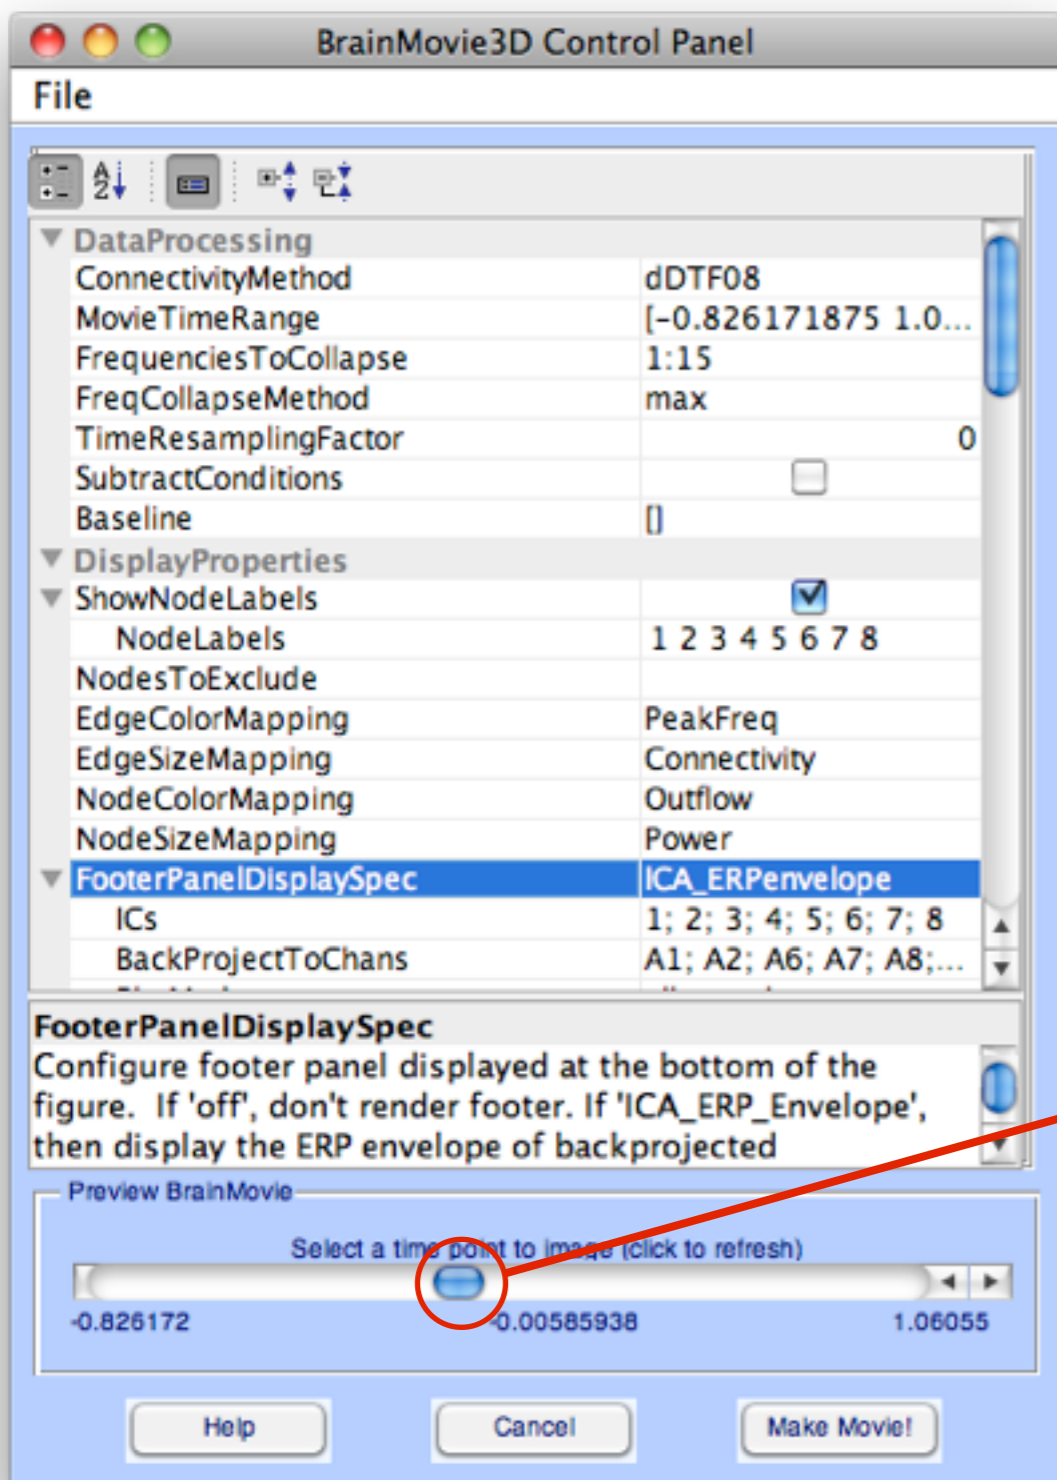 BrainMovie3D Control Panel
File
DataProcessing
ConnectivityMethod dDTF08
MovieTimeRange [-0.826171875 1.0...
FrequenciesToCollapse 1:15
FreqCollapseMethod max
TimeResamplingFactor 0
SubtractConditions
Baseline []
DisplayProperties
ShowNodeLabels
NodeLabels 1 2 3 4 5 6 7 8
NodesToExclude
EdgeColorMapping PeakFreq
EdgeSizeMapping Connectivity
NodeColorMapping Outflow
NodeSizeMapping Power
FooterPanelDisplaySpec ICA_ERPenvelope
ICs 1; 2; 3; 4; 5; 6; 7; 8
BackProjectToChans A1; A2; A6; A7; A8;...
FooterPanelDisplaySpec
Configure footer panel displayed at the bottom of the
figure. If 'off', don't render footer. If 'ICA_ERP_Envelope',
then display the ERP envelope of backprojected
Preview BrainMovie
Select a time point to image (click to refresh)
-0.826172 -0.00585938 1.06055
Help Cancel Make Movie!